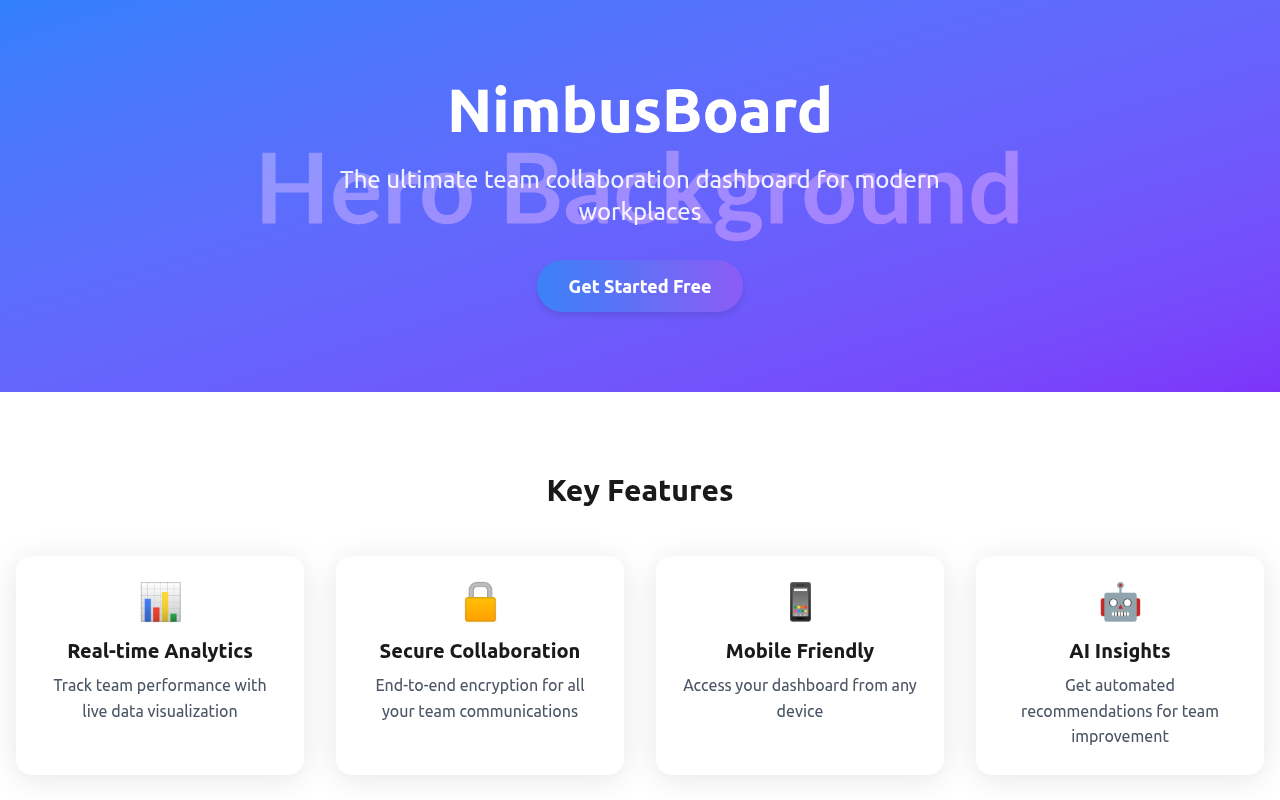 NimbusBoard
Hero Background
The ultimate team collaboration dashboard for modern
workplaces
Get Started Free
Key Features
Real-time Analytics
Track team performance with
live data visualization
Secure Collaboration
End-to-end encryption for all
your team communications
Mobile Friendly
Access your dashboard from any
device
AI Insights
Get automated
recommendations for team
improvement